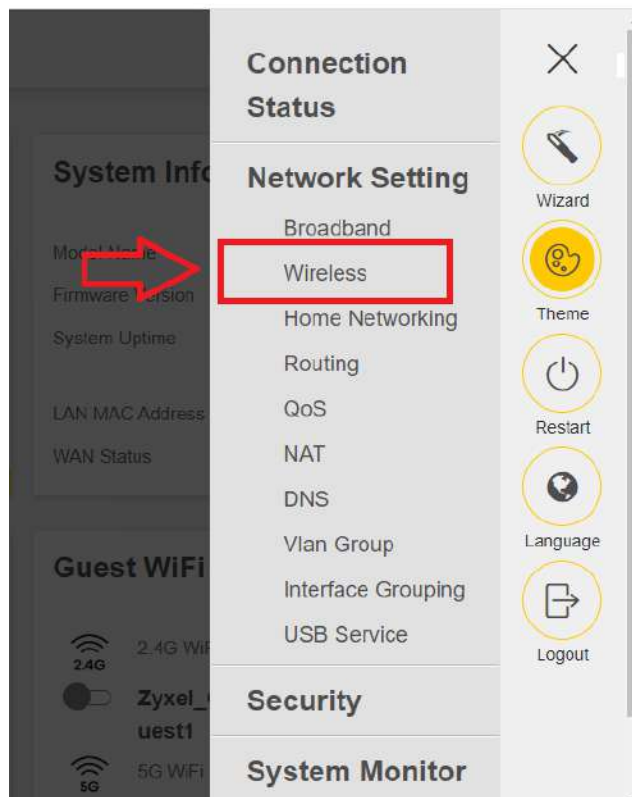 Connection
Status
System Info
Network Setting
Broadband
Model Name
Wireless
Firmware Version
Home Networking
System Uptime
Routing
QoS
LAN MAC Address
NAT
WAN Status
DNS
Vlan Group
Guest WiFi
Interface Grouping
2.4G
2.4G WiF
USB Service
Zyxel_
uest1
Security
5G
5G WiFi
System Monitor
Wizard
Theme
Restart
Language
Logout